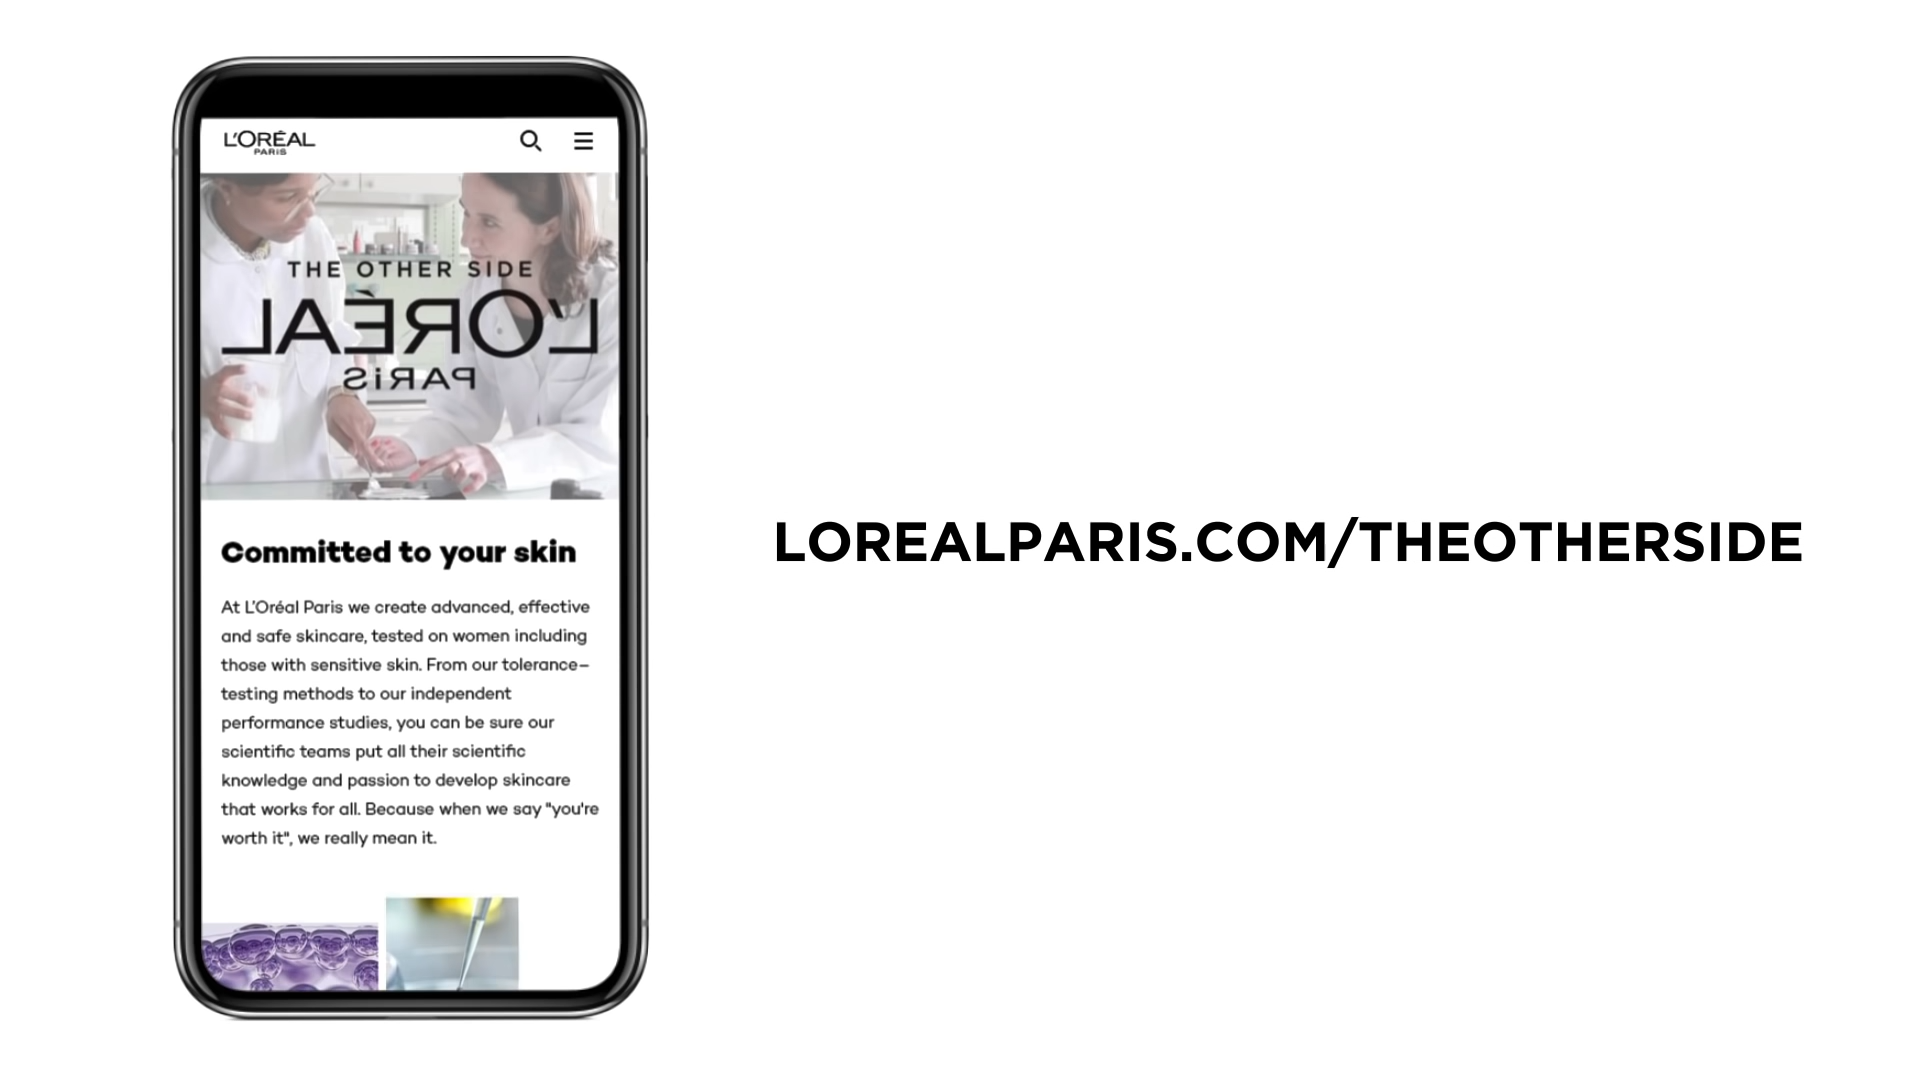 L'ORÉAL
PARiS
THE OTHER SIDE
L'ORÉAL
PARiS
Committed to your skin
At L'Oréal Paris we create advanced, effective
and safe skincare, tested on women including
those with sensitive skin. From our tolerance–
testing methods to our independent
performance studies, you can be sure our
scientific teams put all their scientific
knowledge and passion to develop skincare
that works for all. Because when we say "you're
worth it", we really mean it.
LOREALPARIS.COM/THEOTHERSIDE